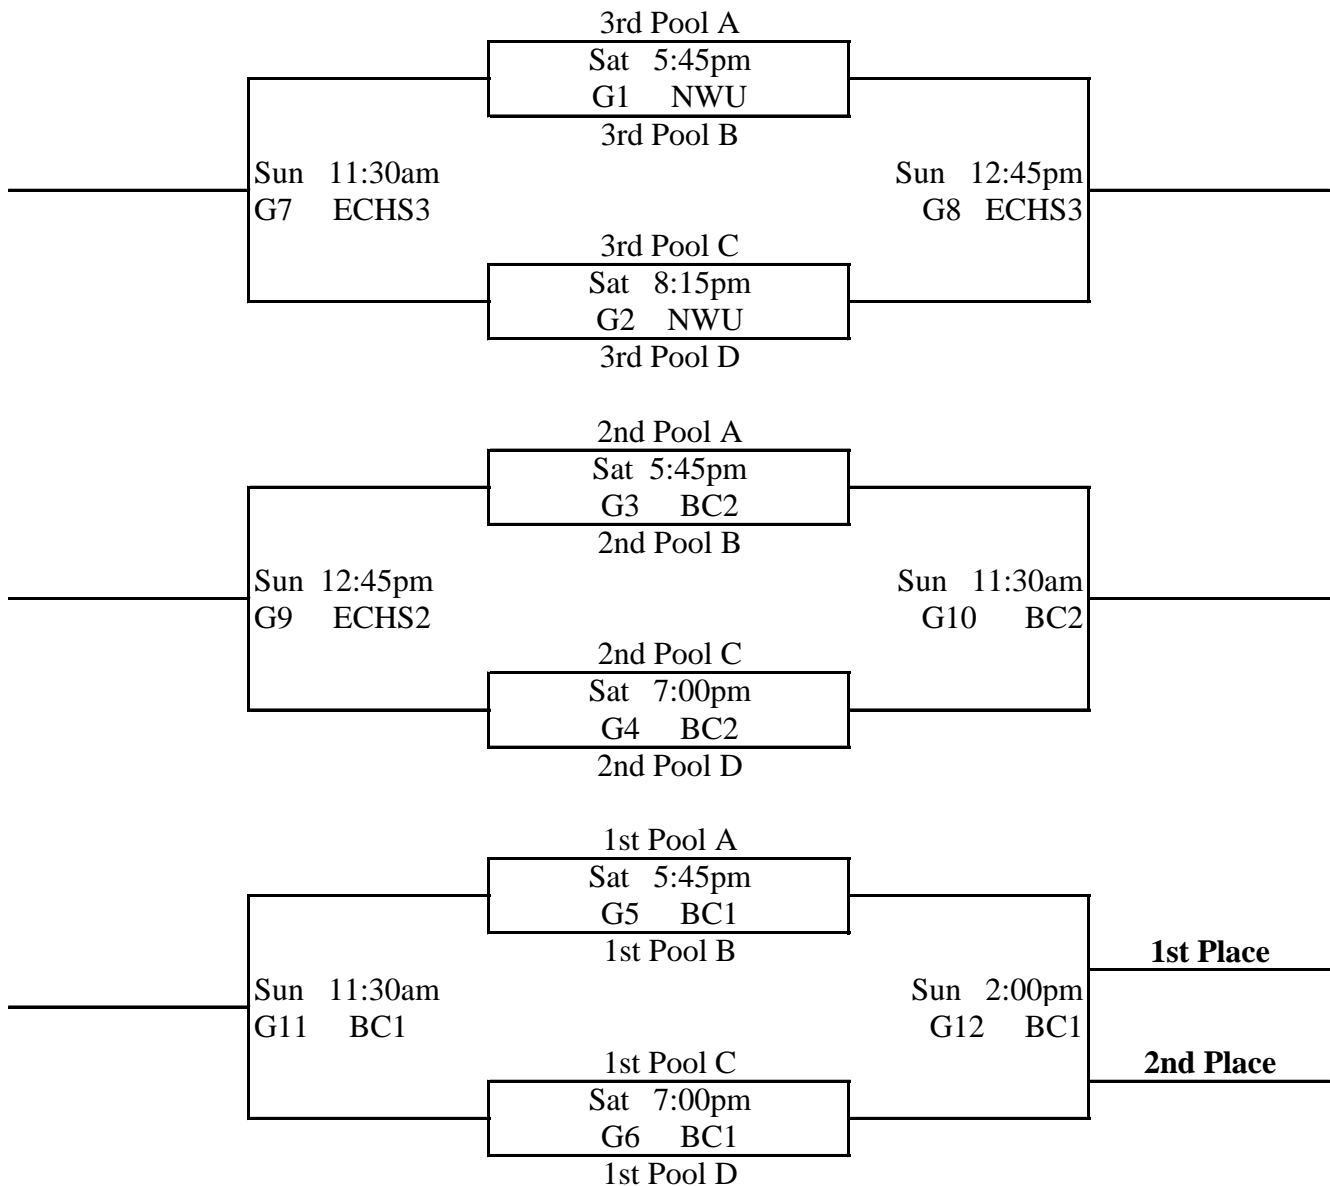 3rd Pool A
Sat 5:45pm
G1 NWU
3rd Pool B
Sun 11:30am
G7 ECHS3
Sun 12:45pm
G8 ECHS3
3rd Pool C
Sat 8:15pm
G2 NWU
3rd Pool D
2nd Pool A
Sat 5:45pm
G3 BC2
2nd Pool B
Sun 12:45pm
G9 ECHS2
Sun 11:30am
G10 BC2
2nd Pool C
Sat 7:00pm
G4 BC2
2nd Pool D
1st Pool A
Sat 5:45pm
G5 BC1
1st Pool B
1st Place
Sun 11:30am
G11 BC1
Sun 2:00pm
G12 BC1
2nd Place
1st Pool C
Sat 7:00pm
G6 BC1
1st Pool D